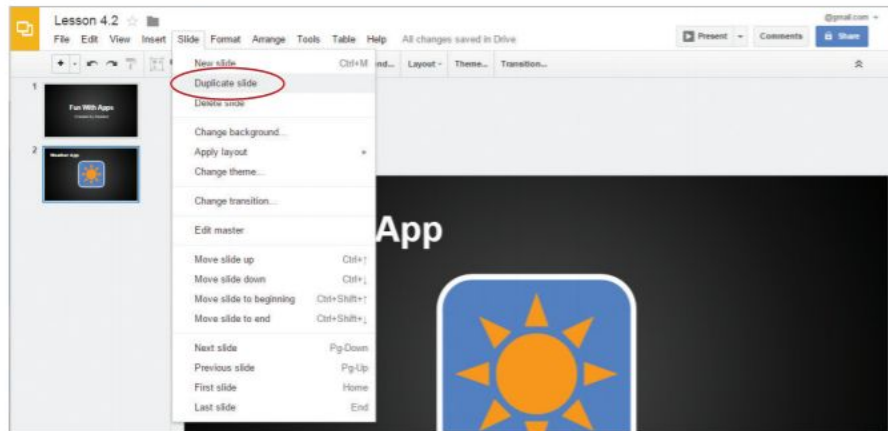 Lesson 4.2
@gmail.com
File Edit View Insert Slide Format Arrange Tools Table Help All changes saved in Drive
Present Comments Share
New slide Ctrl+M
Layout Theme... Transition...
Duplicate slide
Delete slide
Change background...
Apply layout
Change theme...
Change transition...
Edit master
Move slide up Ctrl+↑
Move slide down Ctrl+↓
Move slide to beginning Ctrl+Shift+↑
Move slide to end Ctrl+Shift+↓
Next slide Pg-Down
Previous slide Pg-Up
First slide Home
Last slide End
1
Fun With Apps
2
Weather App
App